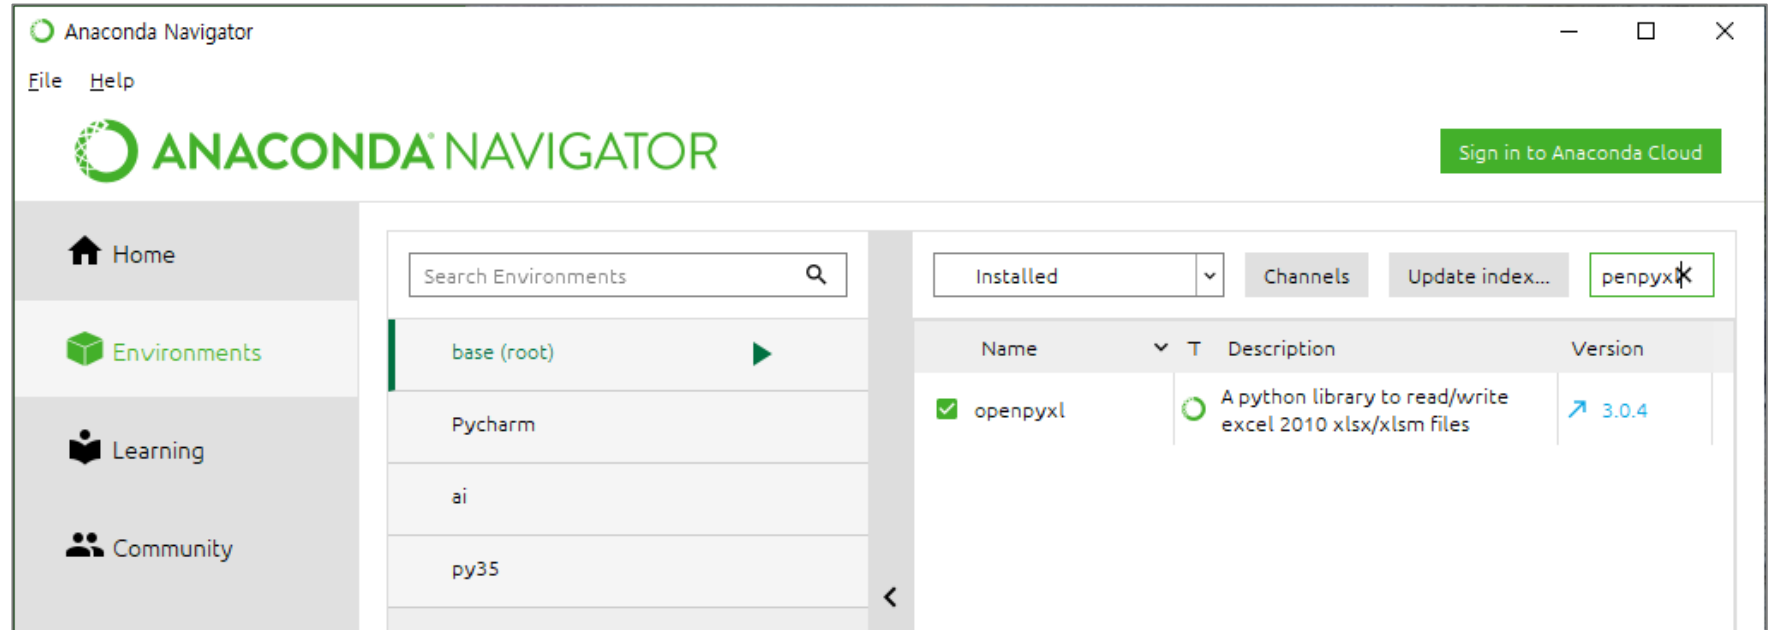 Anaconda Navigator
File Help
ANACONDA NAVIGATOR
Sign in to Anaconda Cloud
Home
Environments
Learning
Community
Search Environments
base (root)
Pycharm
ai
py35
Installed
Channels
Update index...
penpyxl
Name T Description Version
openpyxl
A python library to read/write
excel 2010 xlsx/xlsm files
3.0.4